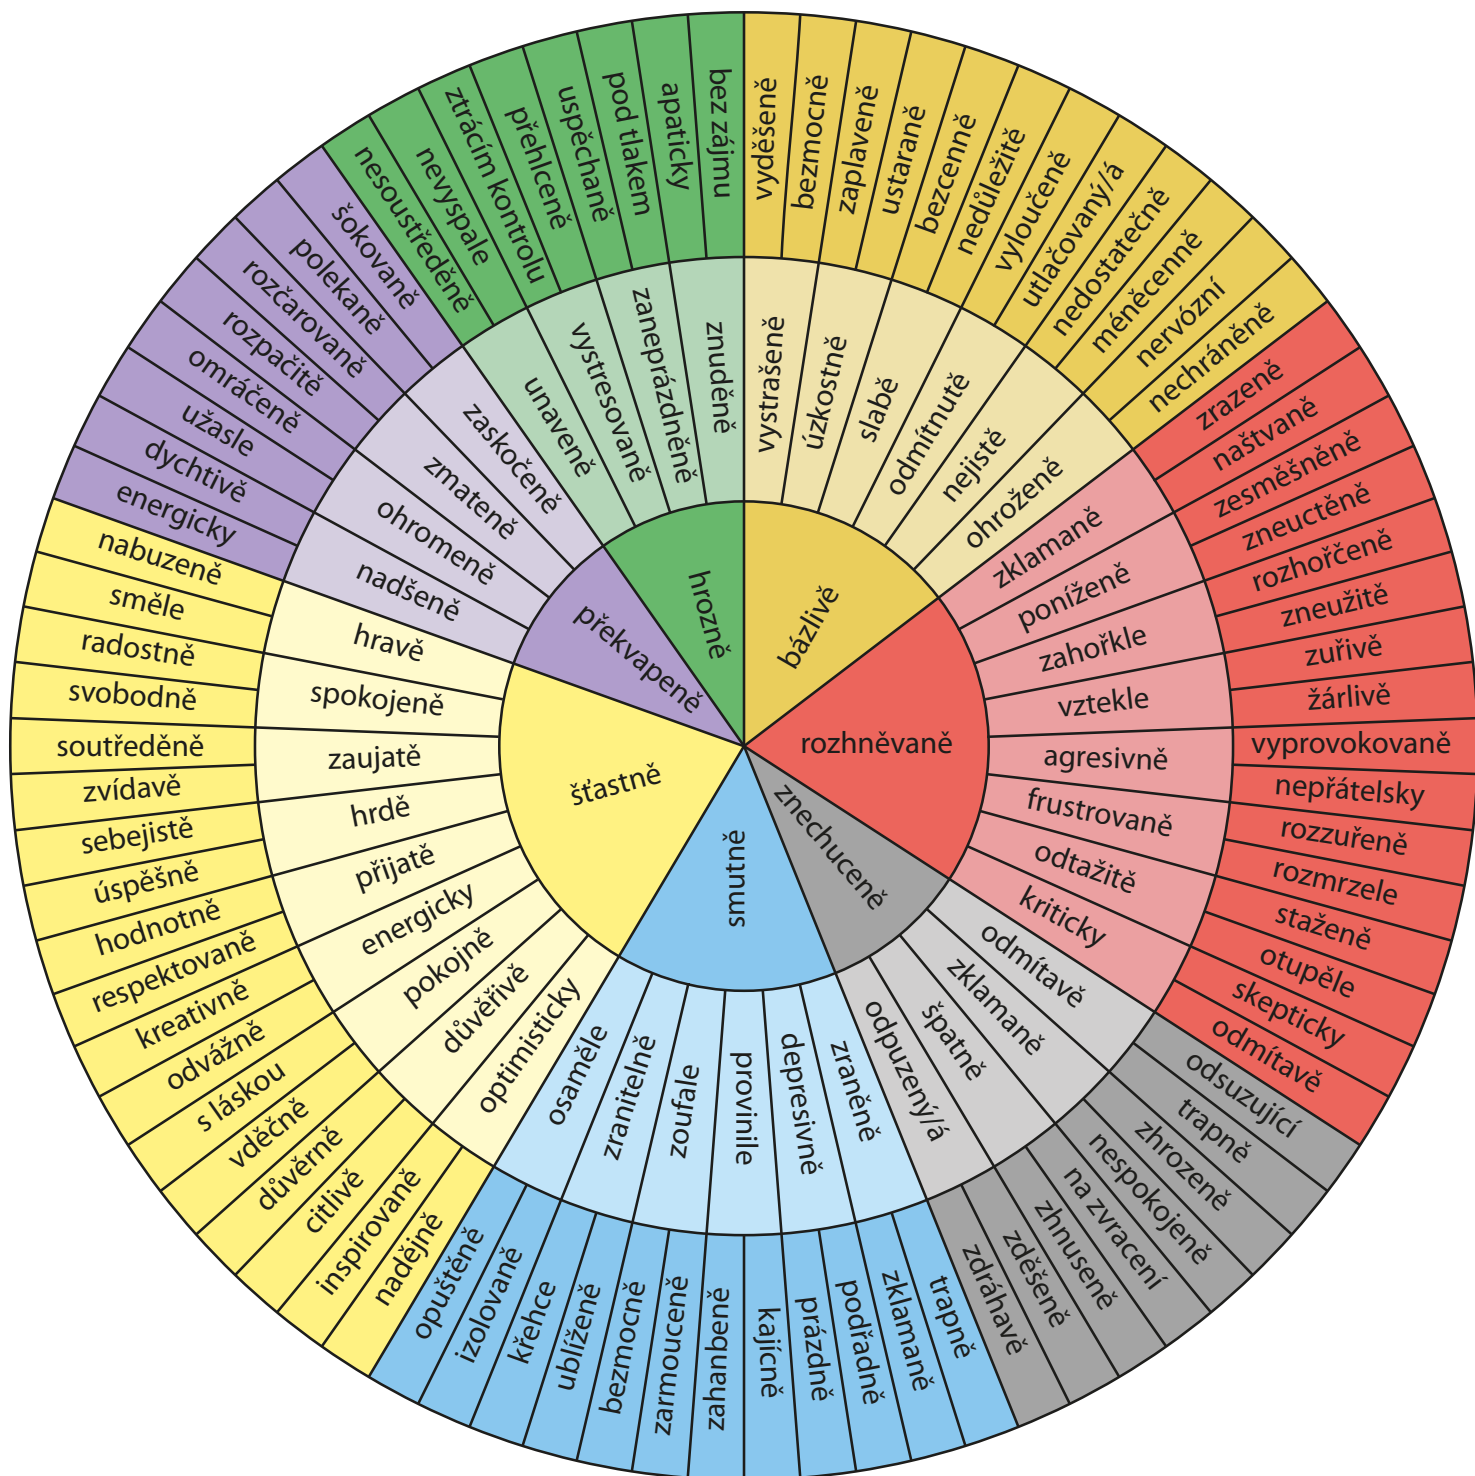 bázlivě
rozhněvaně
znechuceně
smutně
šťastně
překvapeně
hrozně
vystrašeně
úzkostně
slabě
odmítnutě
nejistě
ohroženě
zklamaně
poníženě
zahořkle
vztekle
agresivně
frustrovaně
odtažitě
kriticky
odmítavě
zklamaně
špatně
odpuzený/á
zraněně
depresivně
provinile
zoufale
zranitelně
osaměle
optimisticky
důvěřivě
pokojně
energicky
přijatě
hrdě
zaujatě
spokojeně
hravě
nadšeně
ohromeně
zmateně
zaskočeně
unaveně
vystresovaně
zaneprázdněně
znuděně
vyděšeně
bezmocně
zaplaveně
ustaraně
bezcenně
nedůležitě
vyloučeně
utlačovaný/á
nedostatečně
méněcenně
nervózní
nechráněně
zrazeně
naštvaně
zesměšněně
zneuctěně
rozhořčeně
zneužitě
zuřivě
žárlivě
vyprovokovaně
nepřátelsky
rozzuřeně
rozmrzele
staženě
otupěle
skepticky
odmítavě
odsuzující
trapně
zhrozeně
nespokojeně
na zvracení
zhnuseně
zděšeně
zdráhavě
trapně
zklamaně
podřadně
prázdně
kajícně
zahanbeně
zarmouceně
bezmocně
ublíženě
křehce
izolovaně
opuštěně
nadějně
inspirovaně
citlivě
důvěrně
vděčně
s láskou
odvážně
kreativně
respektovaně
hodnotně
úspěšně
sebejistě
zvídavě
soutředěně
svobodně
radostně
směle
nabuzeně
energicky
dychtivě
užasle
omráčeně
rozpačitě
rozčarovaně
polekaně
šokovaně
nesoustředěně
nevyspale
ztrácím kontrolu
přehlceně
uspěchaně
pod tlakem
apaticky
bez zájmu